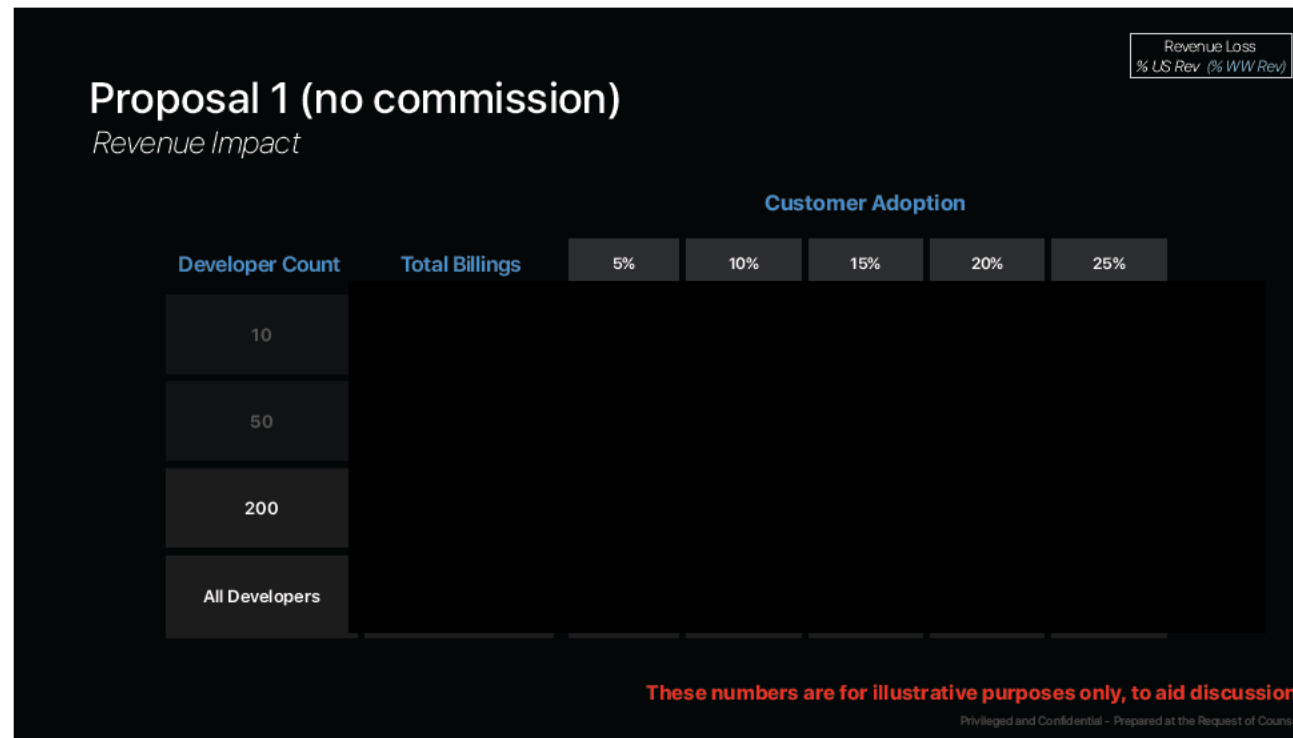 Revenue Loss
% US Rev (% WW Rev)
Proposal 1 (no commission)
Revenue Impact
Customer Adoption
Developer Count Total Billings 5% 10% 15% 20% 25%
10
50
200
All Developers
These numbers are for illustrative purposes only, to aid discussion
Privileged and Confidential - Prepared at the Request of Couns